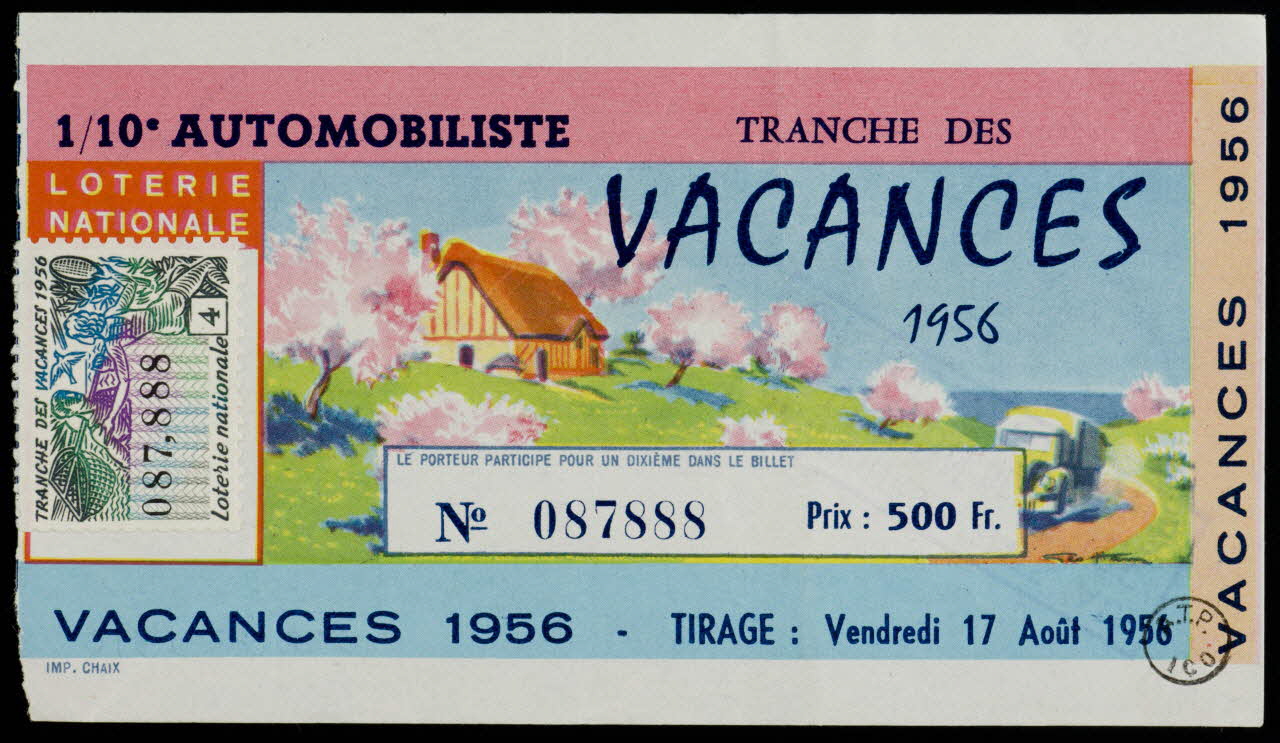 1/10e AUTOMOBILISTE
TRANCHE DES
VACANCES
1956
LOTERIE
NATIONALE
TRANCHE DES VACANCES 1956
4
087,888
Loterie nationale
LE PORTEUR PARTICIPE POUR UN DIXIÈME DANS LE BILLET
Nº 087888
Prix : 500 Fr.
VACANCES 1956 - TIRAGE : Vendredi 17 Août 1956
IMP. CHAIX
VACANCES 1956
A.T.P.
ICO